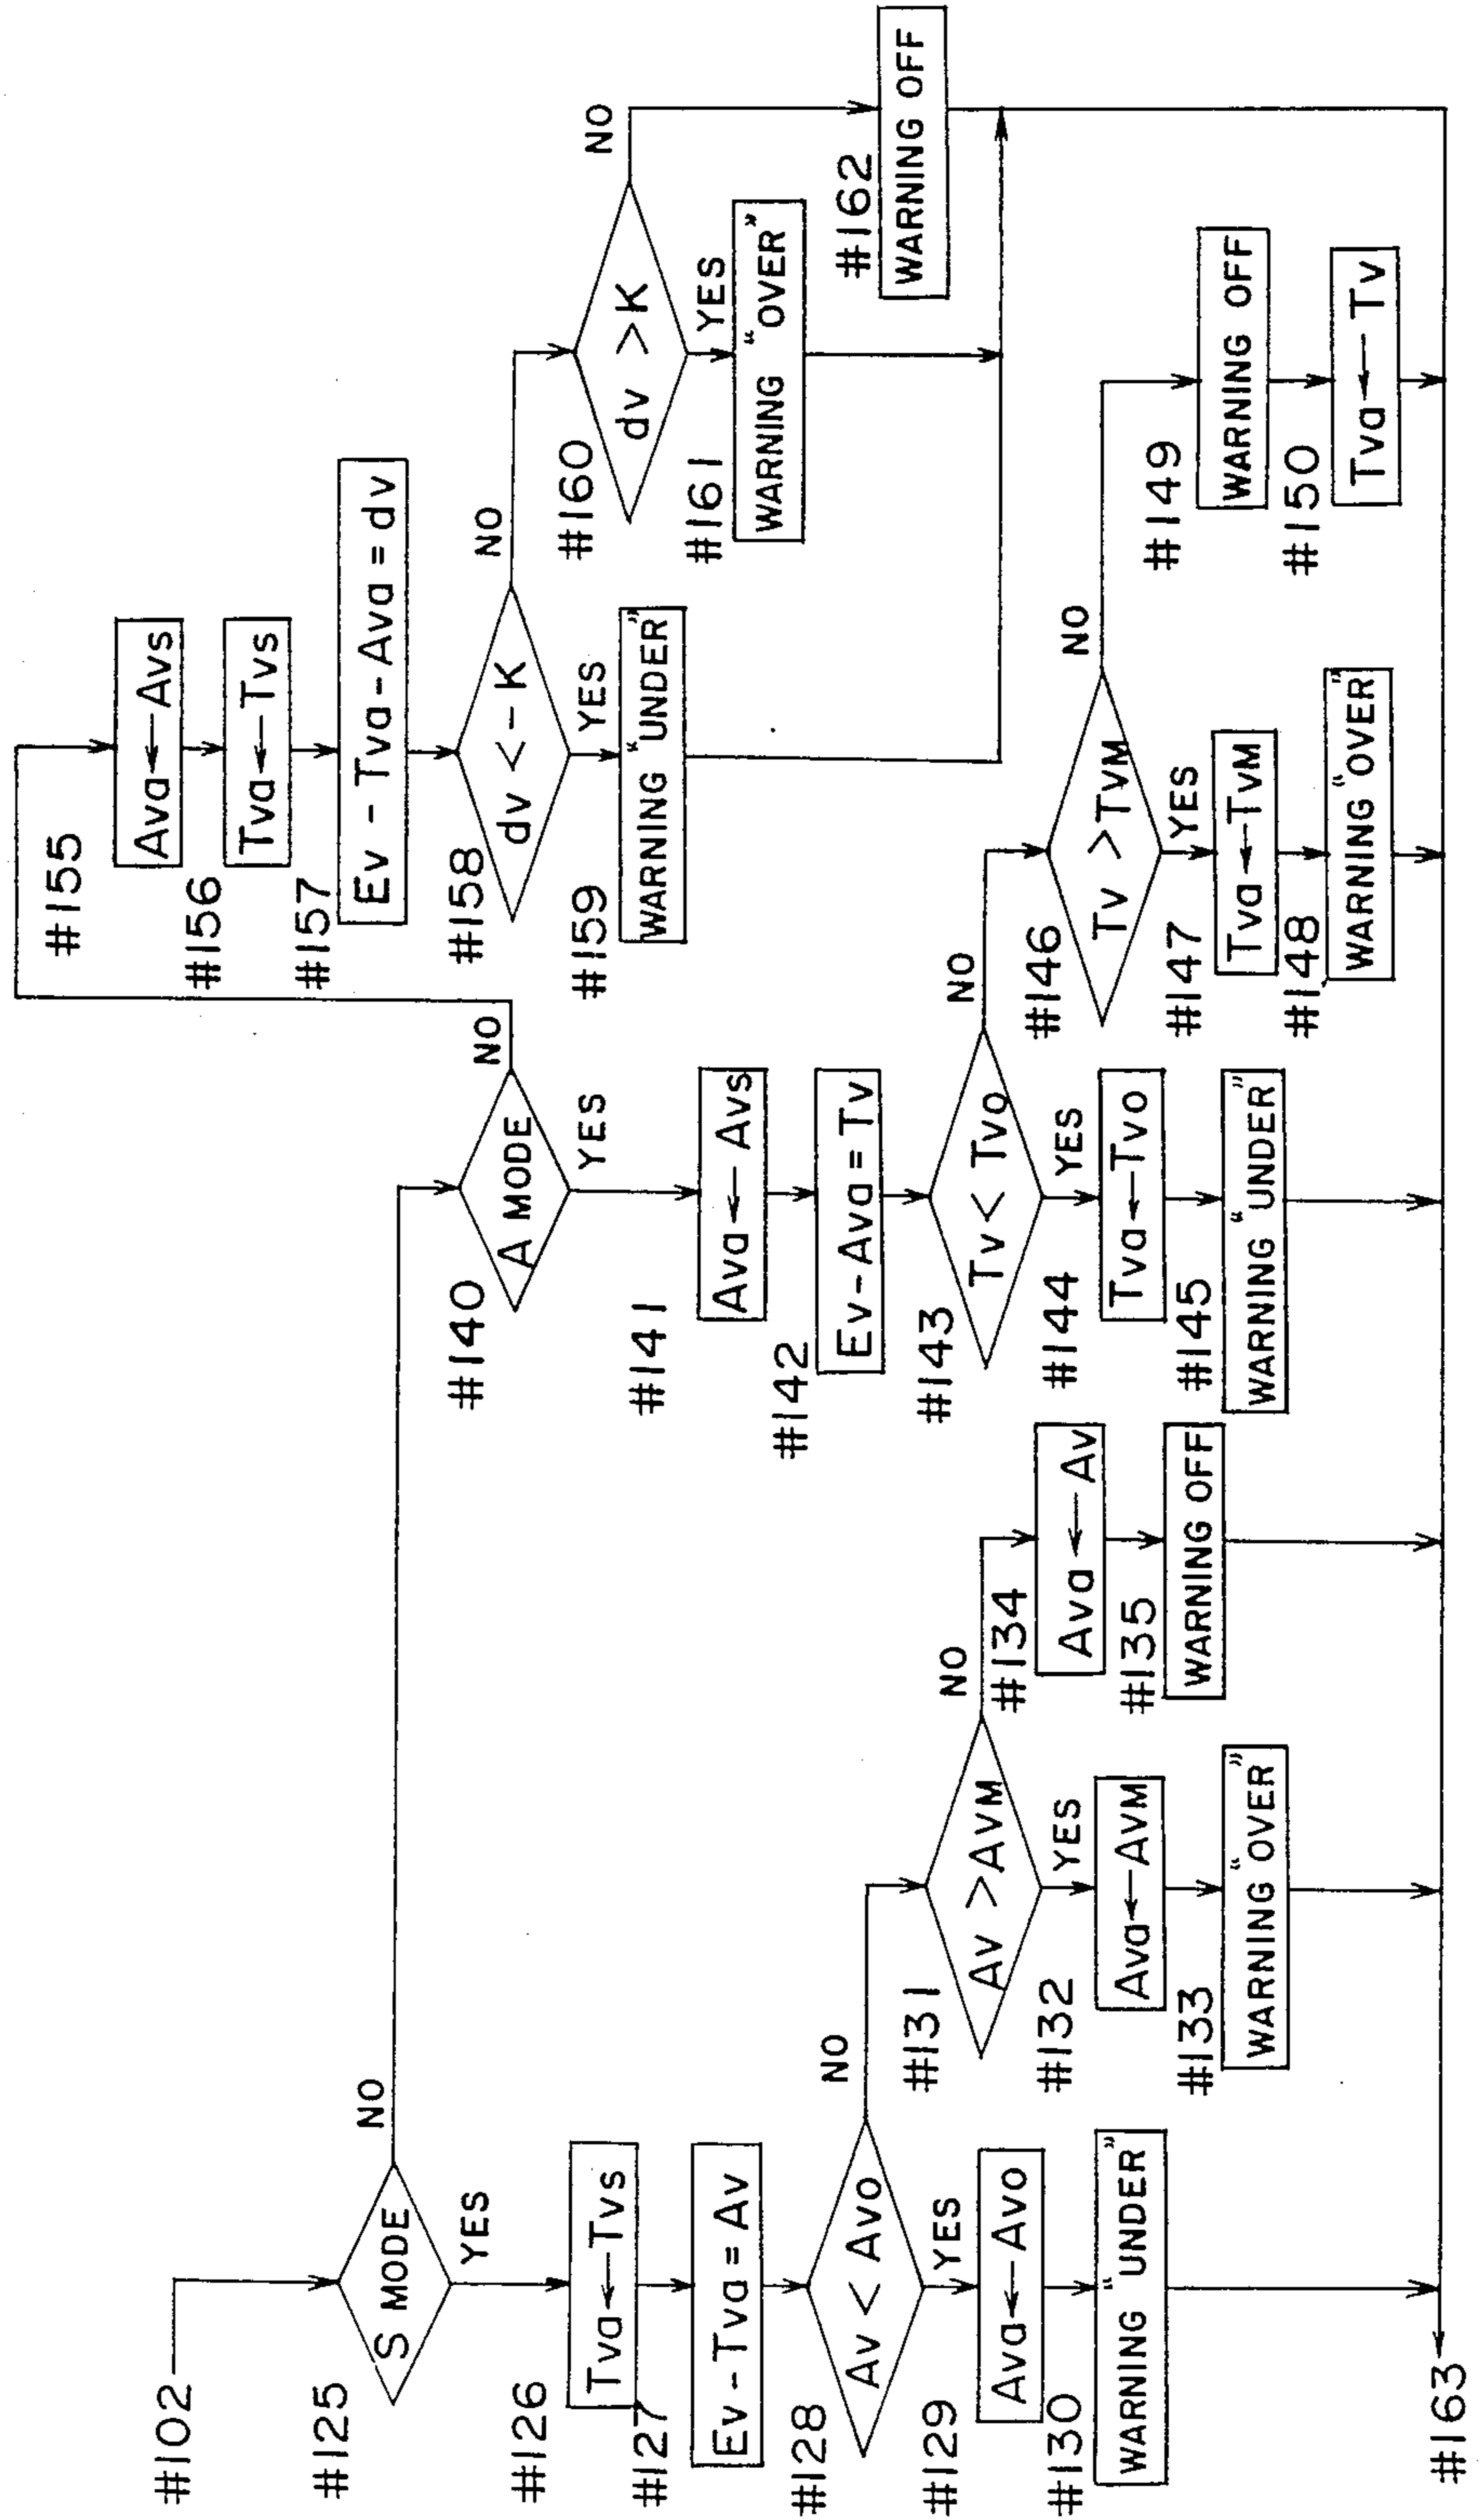 #102
#125
S MODE
NO
YES
#126
Tva←Tvs
#127
Ev - Tva = Av
#128
Av < Avo
NO
YES
#129
Ava←Avo
#130
WARNING "UNDER"
#131
Av > AVM
NO
YES
#132
Ava←AVM
#133
WARNING "OVER"
#134
Ava ← Av
#135
WARNING OFF
#140
A MODE
NO
YES
#141
Ava ← Avs
#142
Ev - Ava = Tv
#143
Tv < Tvo
NO
YES
#144
Tva←Tvo
#145
WARNING "UNDER"
#146
Tv > TVM
NO
YES
#147
Tva←TVM
#148
WARNING "OVER"
#149
WARNING OFF
#150
Tva←Tv
#155
Ava←Avs
#156
Tva←Tvs
#157
Ev - Tva - Ava = dv
#158
dv < - K
NO
YES
#159
WARNING "UNDER"
#160
dv > K
NO
YES
#161
WARNING "OVER"
#162
WARNING OFF
#163